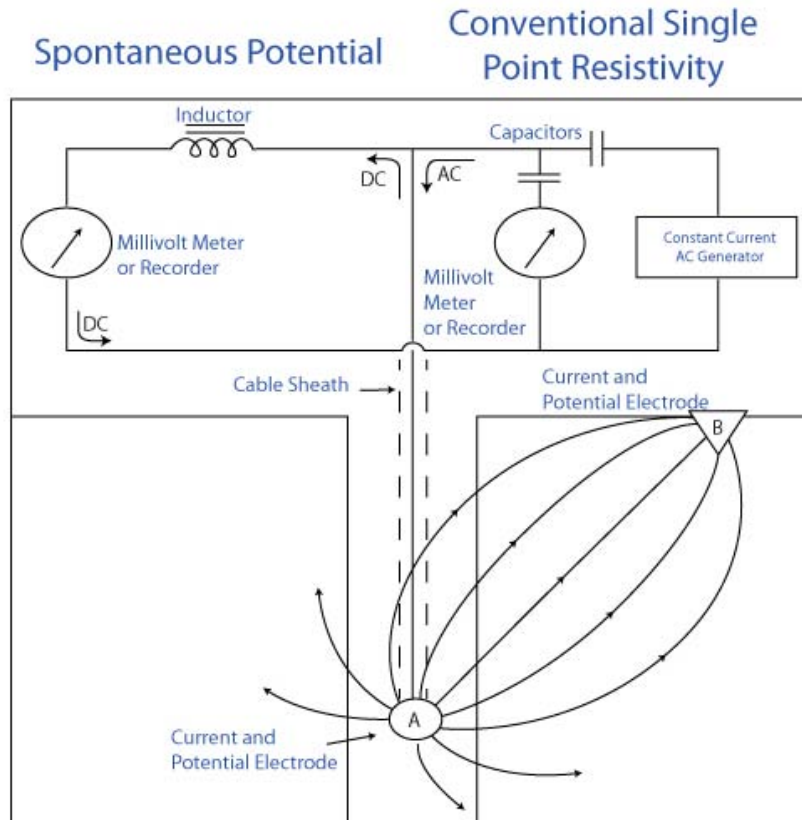 Spontaneous Potential
Conventional Single
Point Resistivity
Inductor
Capacitors
DC
AC
Millivolt Meter
or Recorder
Constant Current
AC Generator
Millivolt
Meter
or Recorder
DC
Cable Sheath
Current and
Potential Electrode
B
A
Current and
Potential Electrode